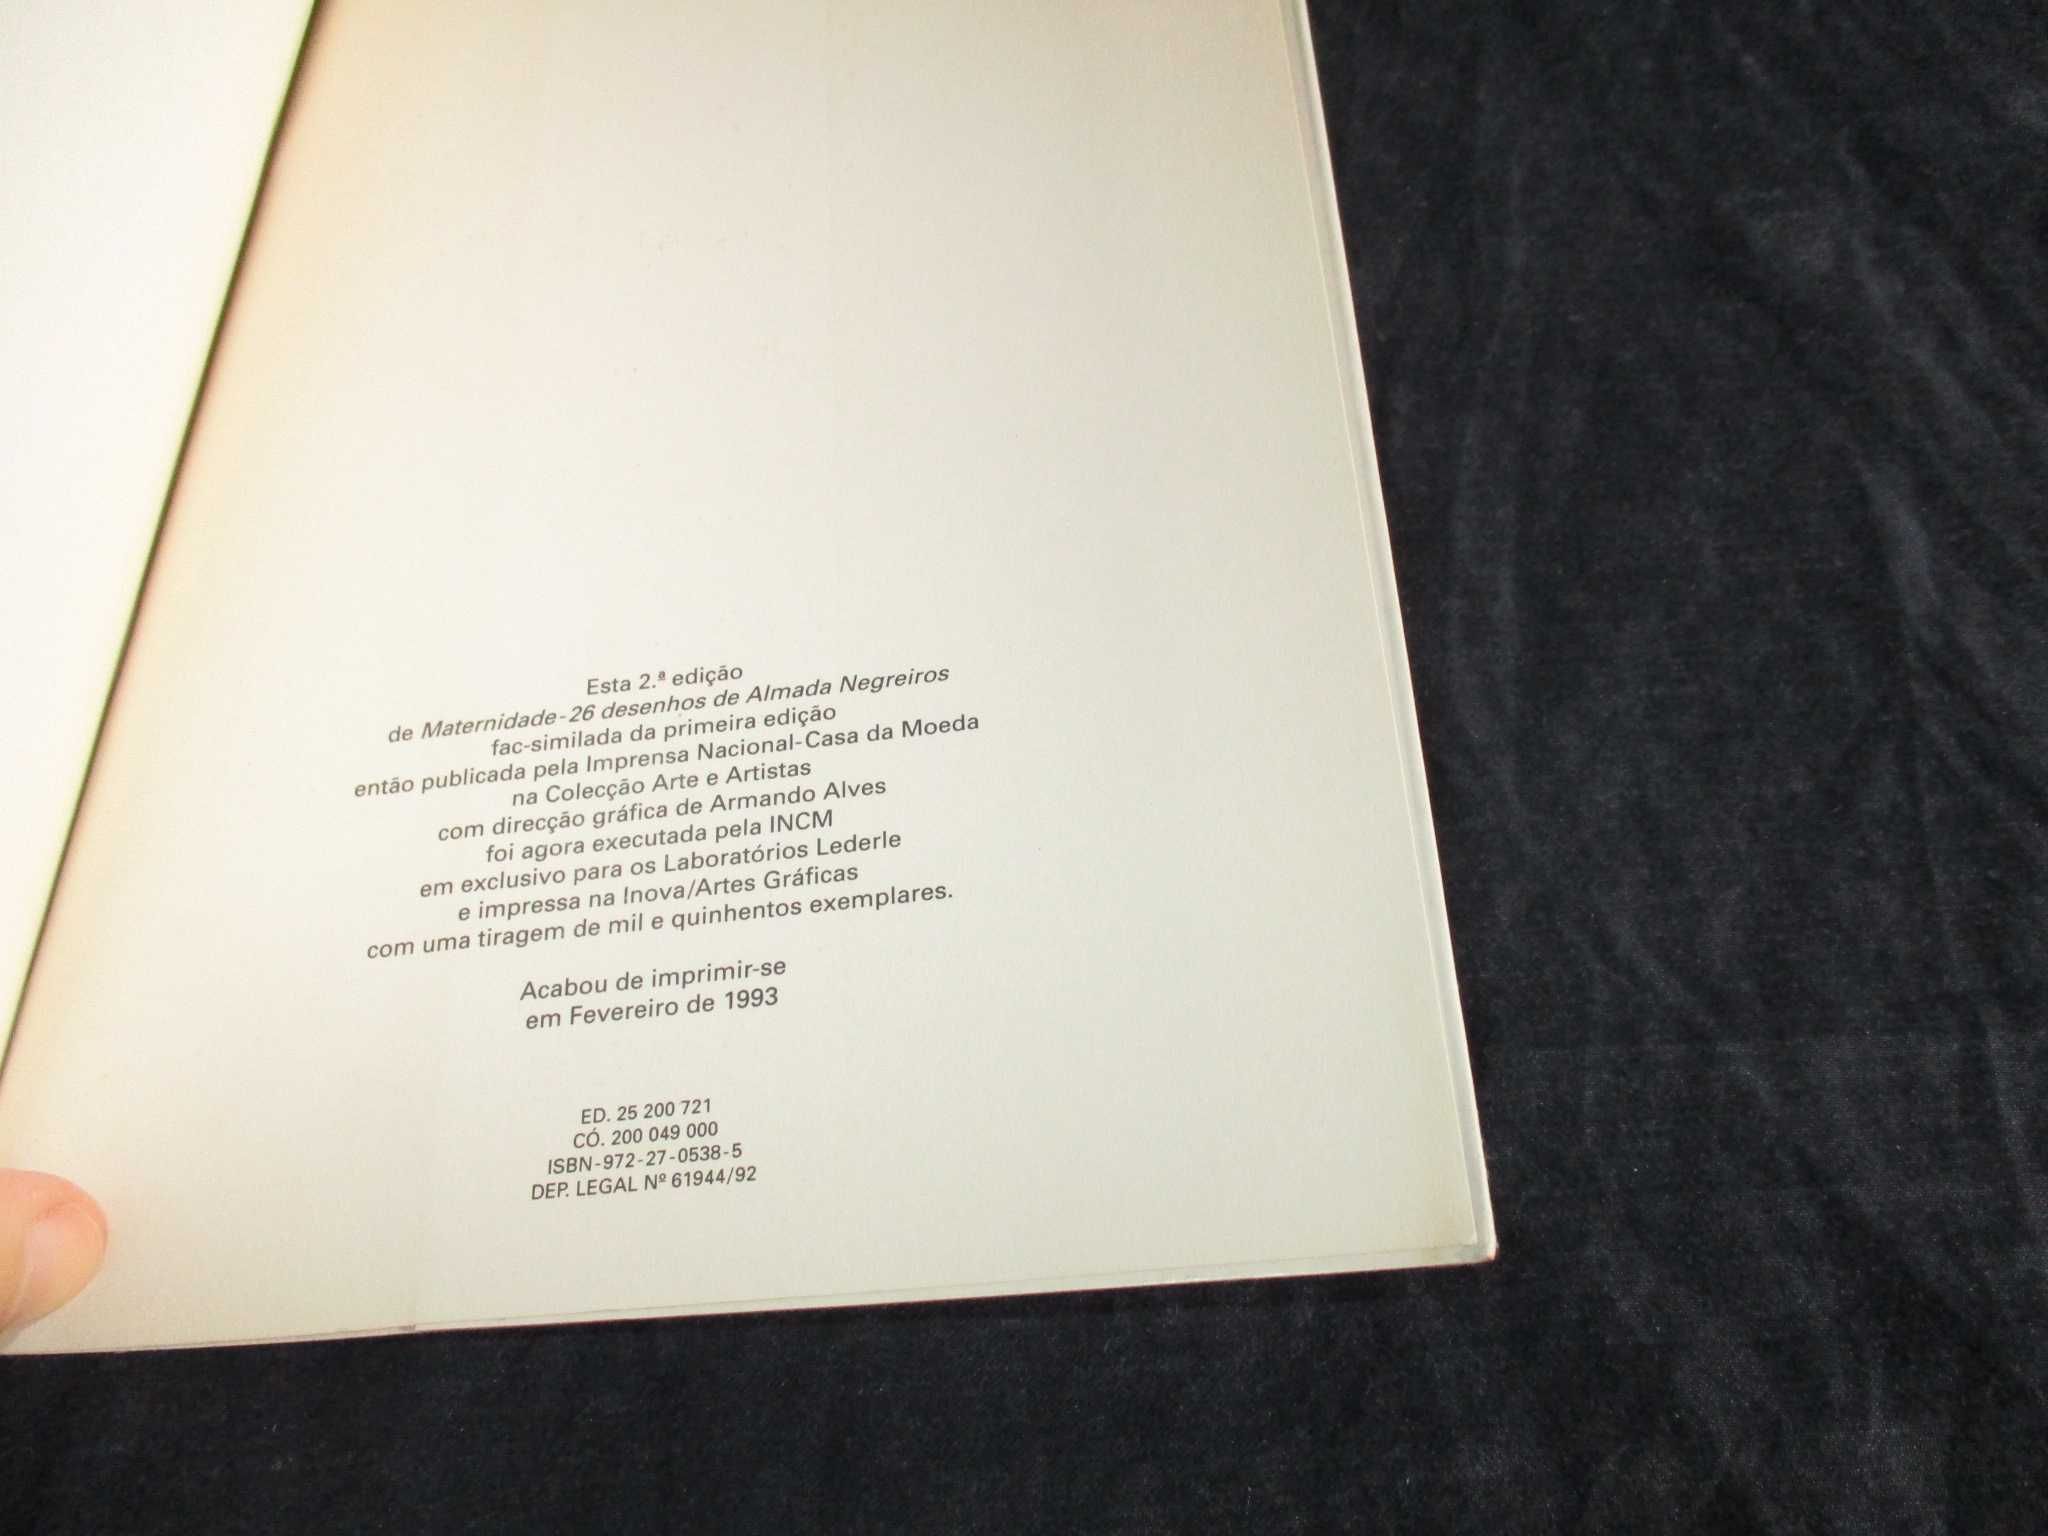 Esta 2.ª edição
de Maternidade-26 desenhos de Almada Negreiros
fac-similada da primeira edição
então publicada pela Imprensa Nacional-Casa da Moeda
na Colecção Arte e Artistas
com direcção gráfica de Armando Alves
foi agora executada pela INCM
em exclusivo para os Laboratórios Lederle
e impressa na Inova/Artes Gráficas
com uma tiragem de mil e quinhentos exemplares.
Acabou de imprimir-se
em Fevereiro de 1993
ED. 25 200 721
CÓ. 200 049 000
ISBN-972-27-0538-5
DEP. LEGAL Nº 61944/92